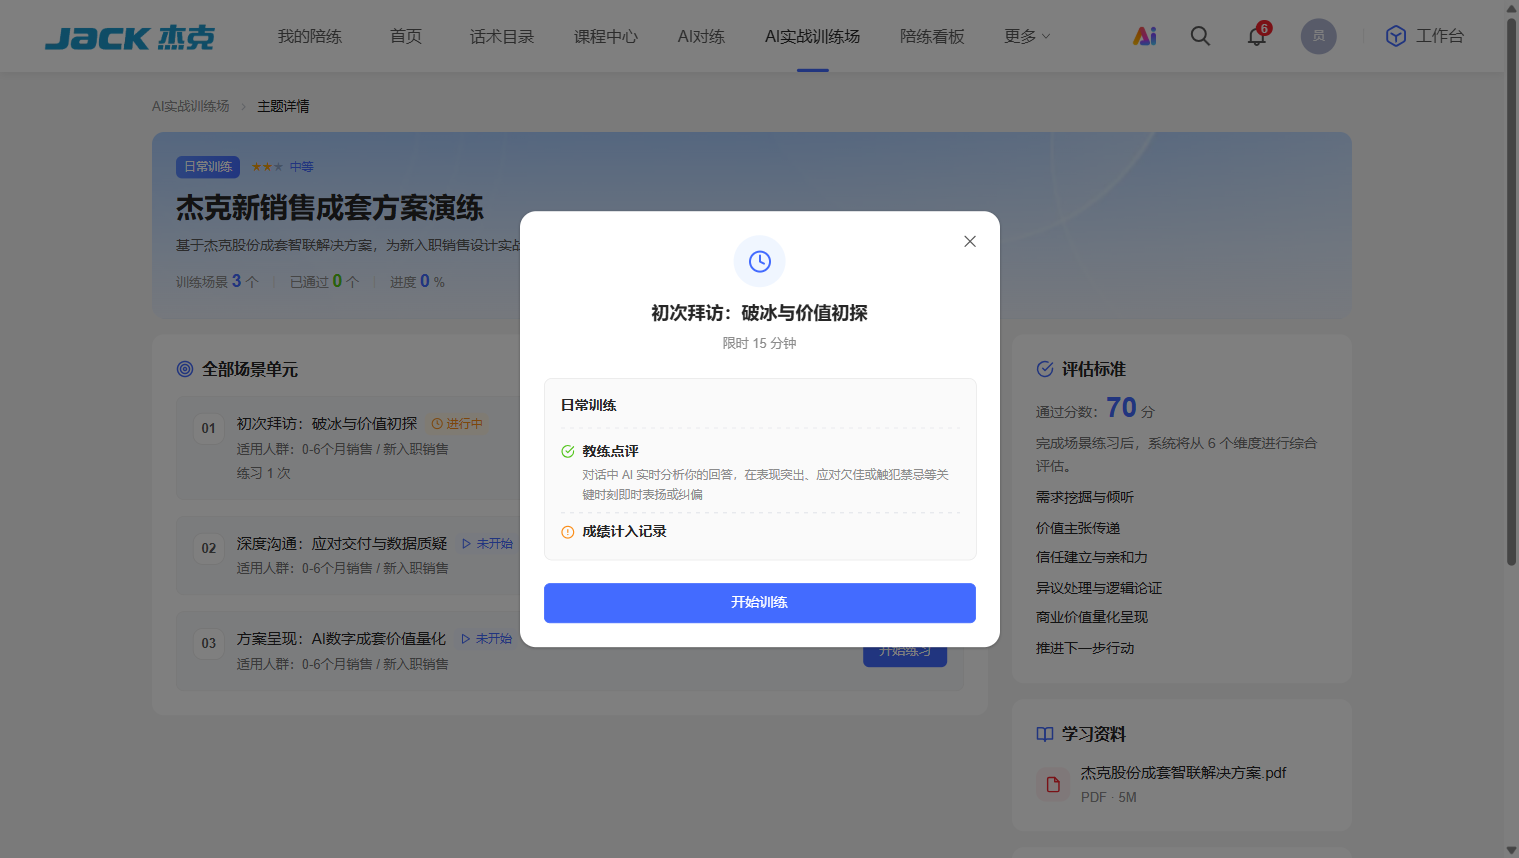 JACK 杰克
我的陪练
首页
话术目录
课程中心
AI对练
AI实战训练场
陪练看板
更多
Ai
6
员
工作台
AI实战训练场 › 主题详情
日常训练 ★★★ 中等
杰克新销售成套方案演练
基于杰克股份成套智联解决方案，为新入职销售设计实战
训练场景 3 个
已通过 0 个
进度 0 %
全部场景单元
01
初次拜访：破冰与价值初探 进行中
适用人群：0-6个月销售 / 新入职销售
练习 1 次
02
深度沟通：应对交付与数据质疑 未开始
适用人群：0-6个月销售 / 新入职销售
03
方案呈现：AI数字成套价值量化 未开始
适用人群：0-6个月销售 / 新入职销售
开始练习
初次拜访：破冰与价值初探
限时 15 分钟
日常训练
教练点评
对话中 AI 实时分析你的回答，在表现突出、应对欠佳或触犯禁忌等关
键时刻即时表扬或纠偏
成绩计入记录
开始训练
评估标准
通过分数：70 分
完成场景练习后，系统将从 6 个维度进行综合
评估。
需求挖掘与倾听
价值主张传递
信任建立与亲和力
异议处理与逻辑论证
商业价值量化呈现
推进下一步行动
学习资料
杰克股份成套智联解决方案.pdf
PDF · 5M